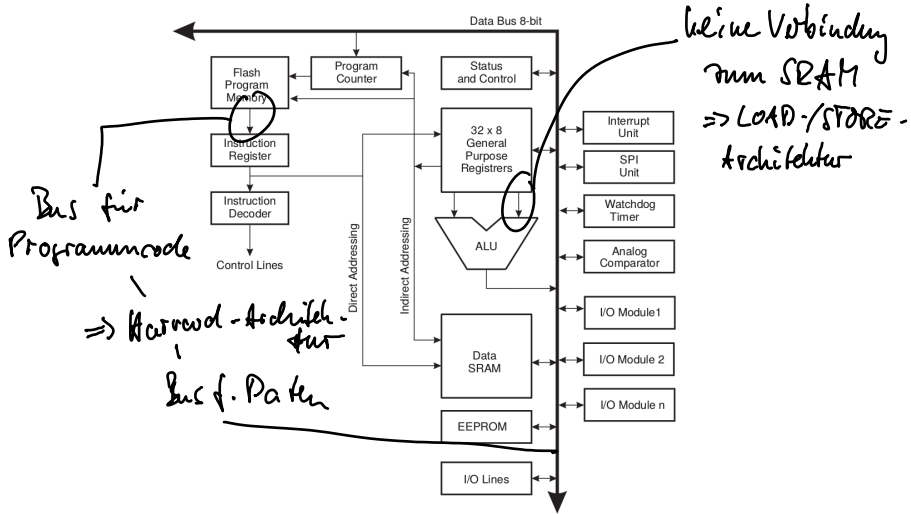 Data Bus 8-bit
keine Verbindung
zum SRAM
=> LOAD-/STORE-
Architektur
Flash
Program
Memory
Program
Counter
Status
and Control
Instruction
Register
32 x 8
General
Purpose
Registrers
Interrupt
Unit
SPI
Unit
Bus für
Programmcode
Instruction
Decoder
Watchdog
Timer
ALU
Control Lines
Direct Addressing
Indirect Addressing
Analog
Comparator
=> Harvard-Architek-
tur
I/O Module1
Data
SRAM
I/O Module 2
Bus f. Daten
I/O Module n
EEPROM
I/O Lines